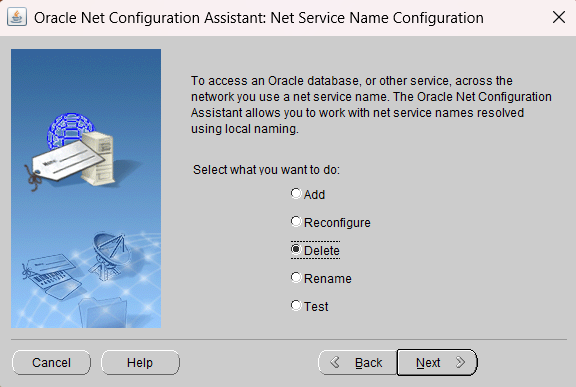 Oracle Net Configuration Assistant: Net Service Name Configuration
To access an Oracle database, or other service, across the
network you use a net service name. The Oracle Net Configuration
Assistant allows you to work with net service names resolved
using local naming.
Select what you want to do:
Add
Reconfigure
Delete
Rename
Test
Cancel
Help
Back
Next